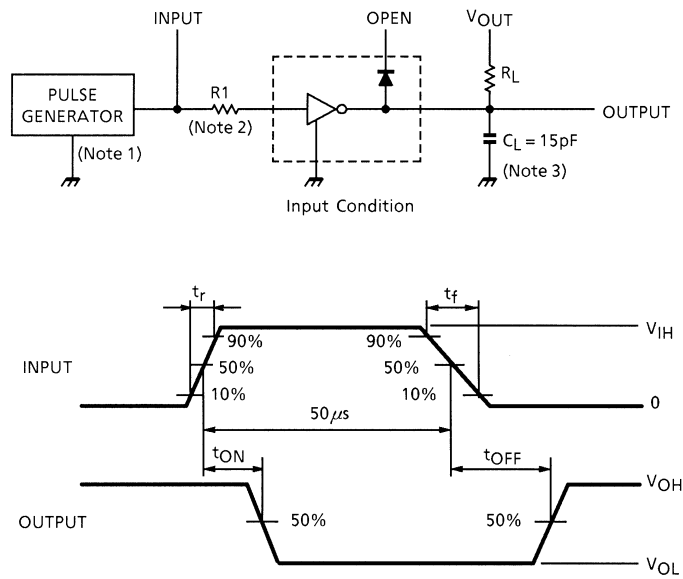 INPUT
OPEN
VOUT
PULSE GENERATOR
(Note 1)
R1
(Note 2)
RL
OUTPUT
CL = 15pF
(Note 3)
Input Condition
tr
tf
VIH
90%
90%
INPUT
50%
50%
10%
10%
0
50μs
tON
tOFF
VOH
OUTPUT
50%
50%
VOL